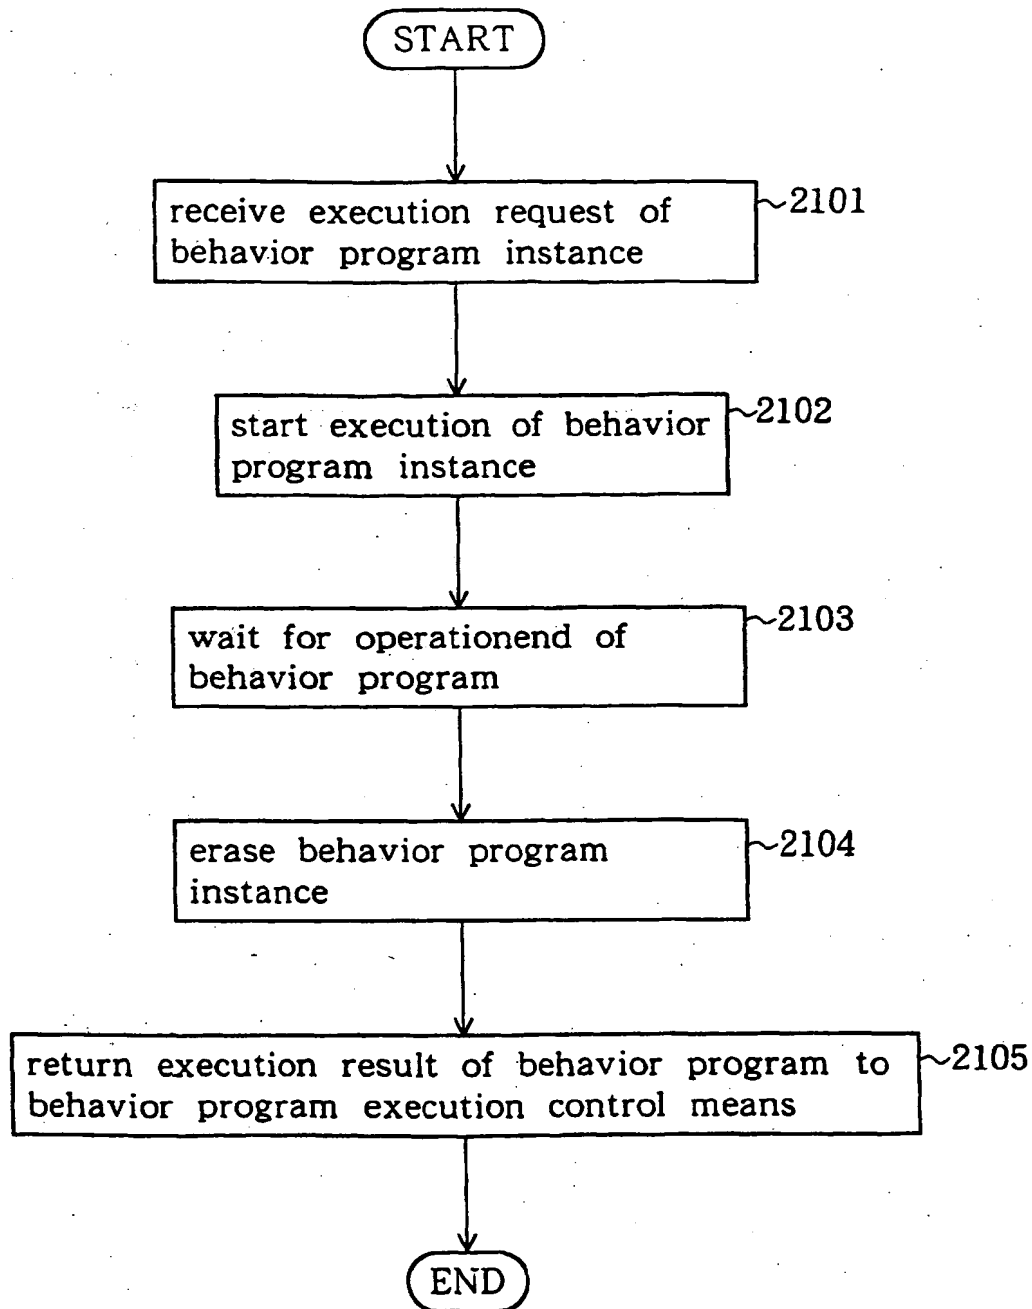 START
receive execution request of
behavior program instance
2101
start execution of behavior
program instance
2102
wait for operationend of
behavior program
2103
erase behavior program
instance
2104
return execution result of behavior program to
behavior program execution control means
2105
END